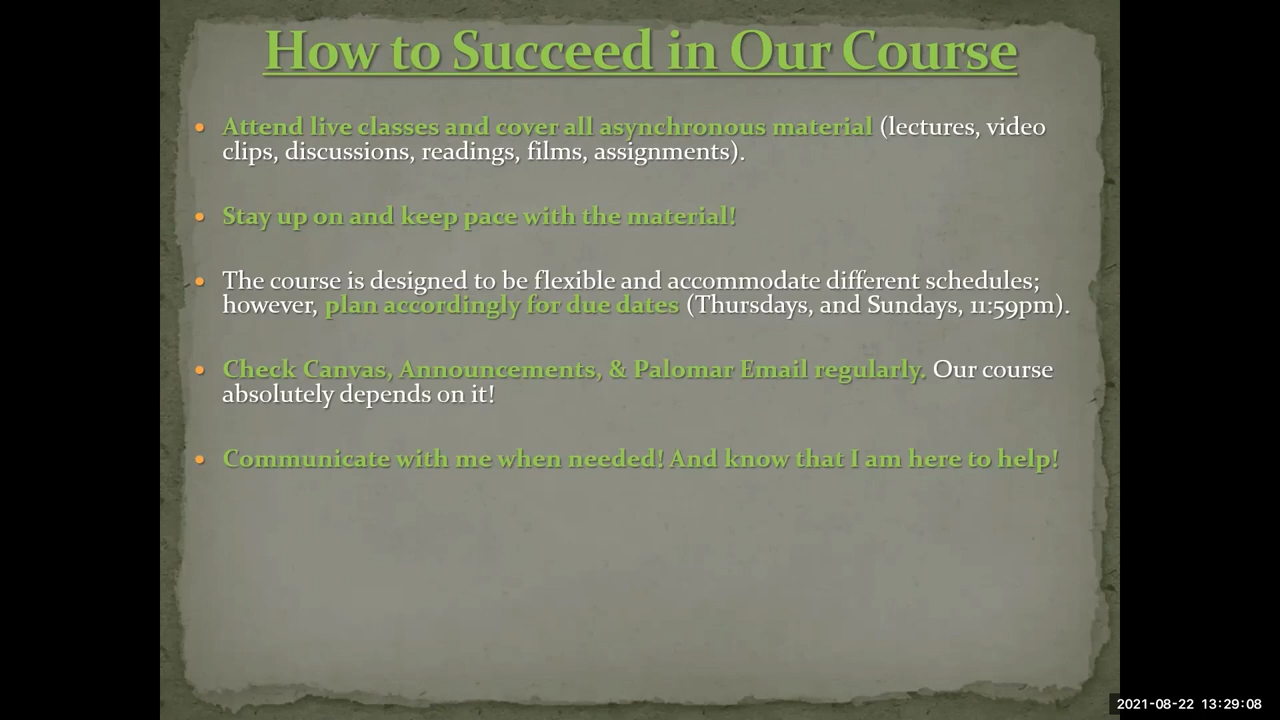 How to Succeed in Our Course
• Attend live classes and cover all asynchronous material (lectures, video
clips, discussions, readings, films, assignments).
• Stay up on and keep pace with the material!
• The course is designed to be flexible and accommodate different schedules;
however, plan accordingly for due dates (Thursdays, and Sundays, 11:59pm).
• Check Canvas, Announcements, & Palomar Email regularly. Our course
absolutely depends on it!
• Communicate with me when needed! And know that I am here to help!
2021-08-22 13:29:08